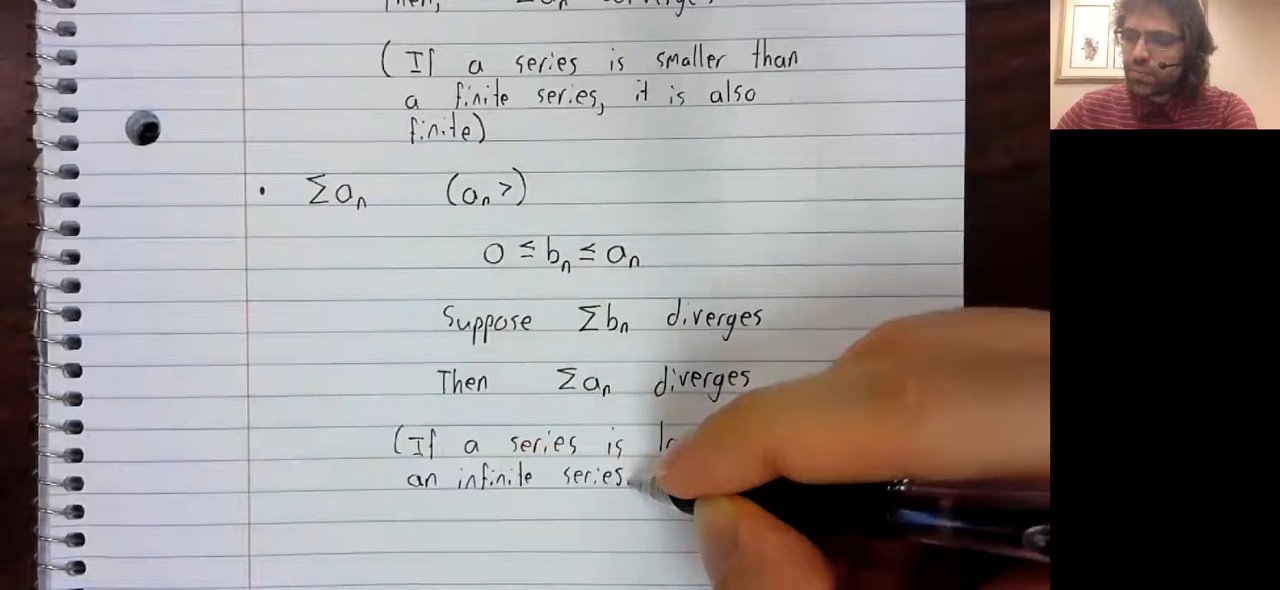 (If a series is smaller than
a finite series, it is also
finite)
• Σaₙ (aₙ >)
0 ≤ bₙ ≤ aₙ
Suppose Σbₙ diverges
Then Σaₙ diverges
(If a series is
an infinite series